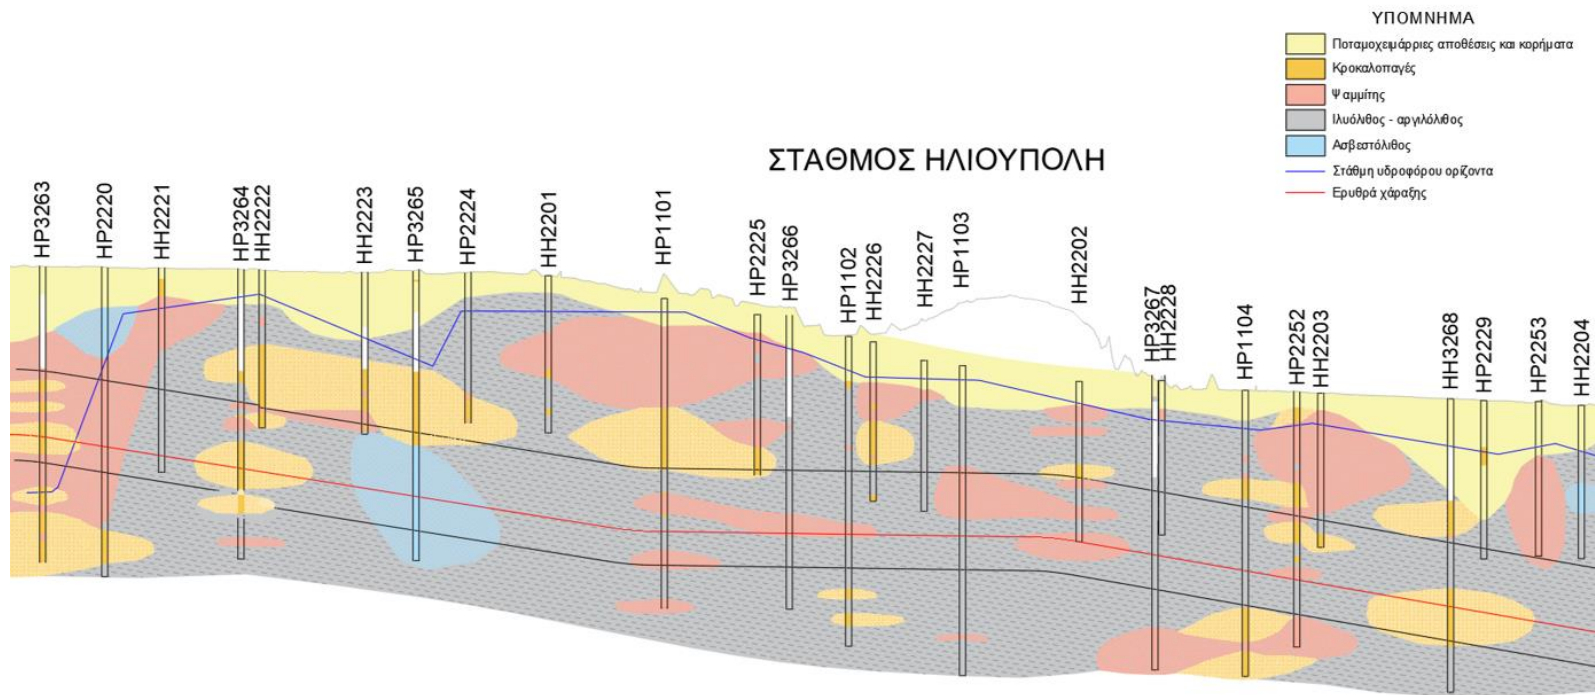 ΥΠΟΜΝΗΜΑ
Ποταμοχειμάρριες αποθέσεις και κορήματα
Κροκαλοπαγές
Ψαμμίτης
Ιλυόλιθος - αργιλόλιθος
Ασβεστόλιθος
Στάθμη υδροφόρου ορίζοντα
Ερυθρά χάραξης
ΣΤΑΘΜΟΣ ΗΛΙΟΥΠΟΛΗ
HP3263
HP2220
HH2221
HP3264
HH2222
HH2223
HP3265
HP2224
HH2201
HP1101
HP2225
HP3266
HP1102
HH2226
HH2227
HP1103
HH2202
HP3267
HH2228
HP1104
HP2252
HH2203
HH3268
HP2229
HP2253
HH2204